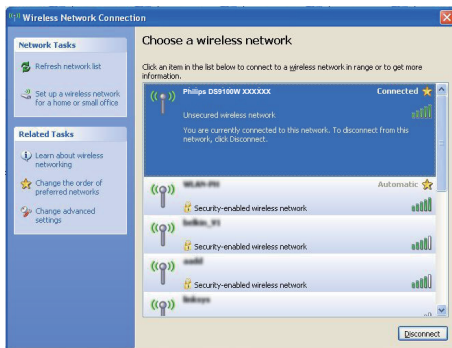 Wireless Network Connection
Network Tasks
Refresh network list
Set up a wireless network
for a home or small office
Related Tasks
Learn about wireless
networking
Change the order of
preferred networks
Change advanced
settings
Choose a wireless network
Click an item in the list below to connect to a wireless network in range or to get more
information.
Philips DS9100W XXXXXX
Connected
Unsecured wireless network
You are currently connected to this network. To disconnect from this
network, click Disconnect.
Automatic
Security-enabled wireless network
Security-enabled wireless network
Security-enabled wireless network
Disconnect